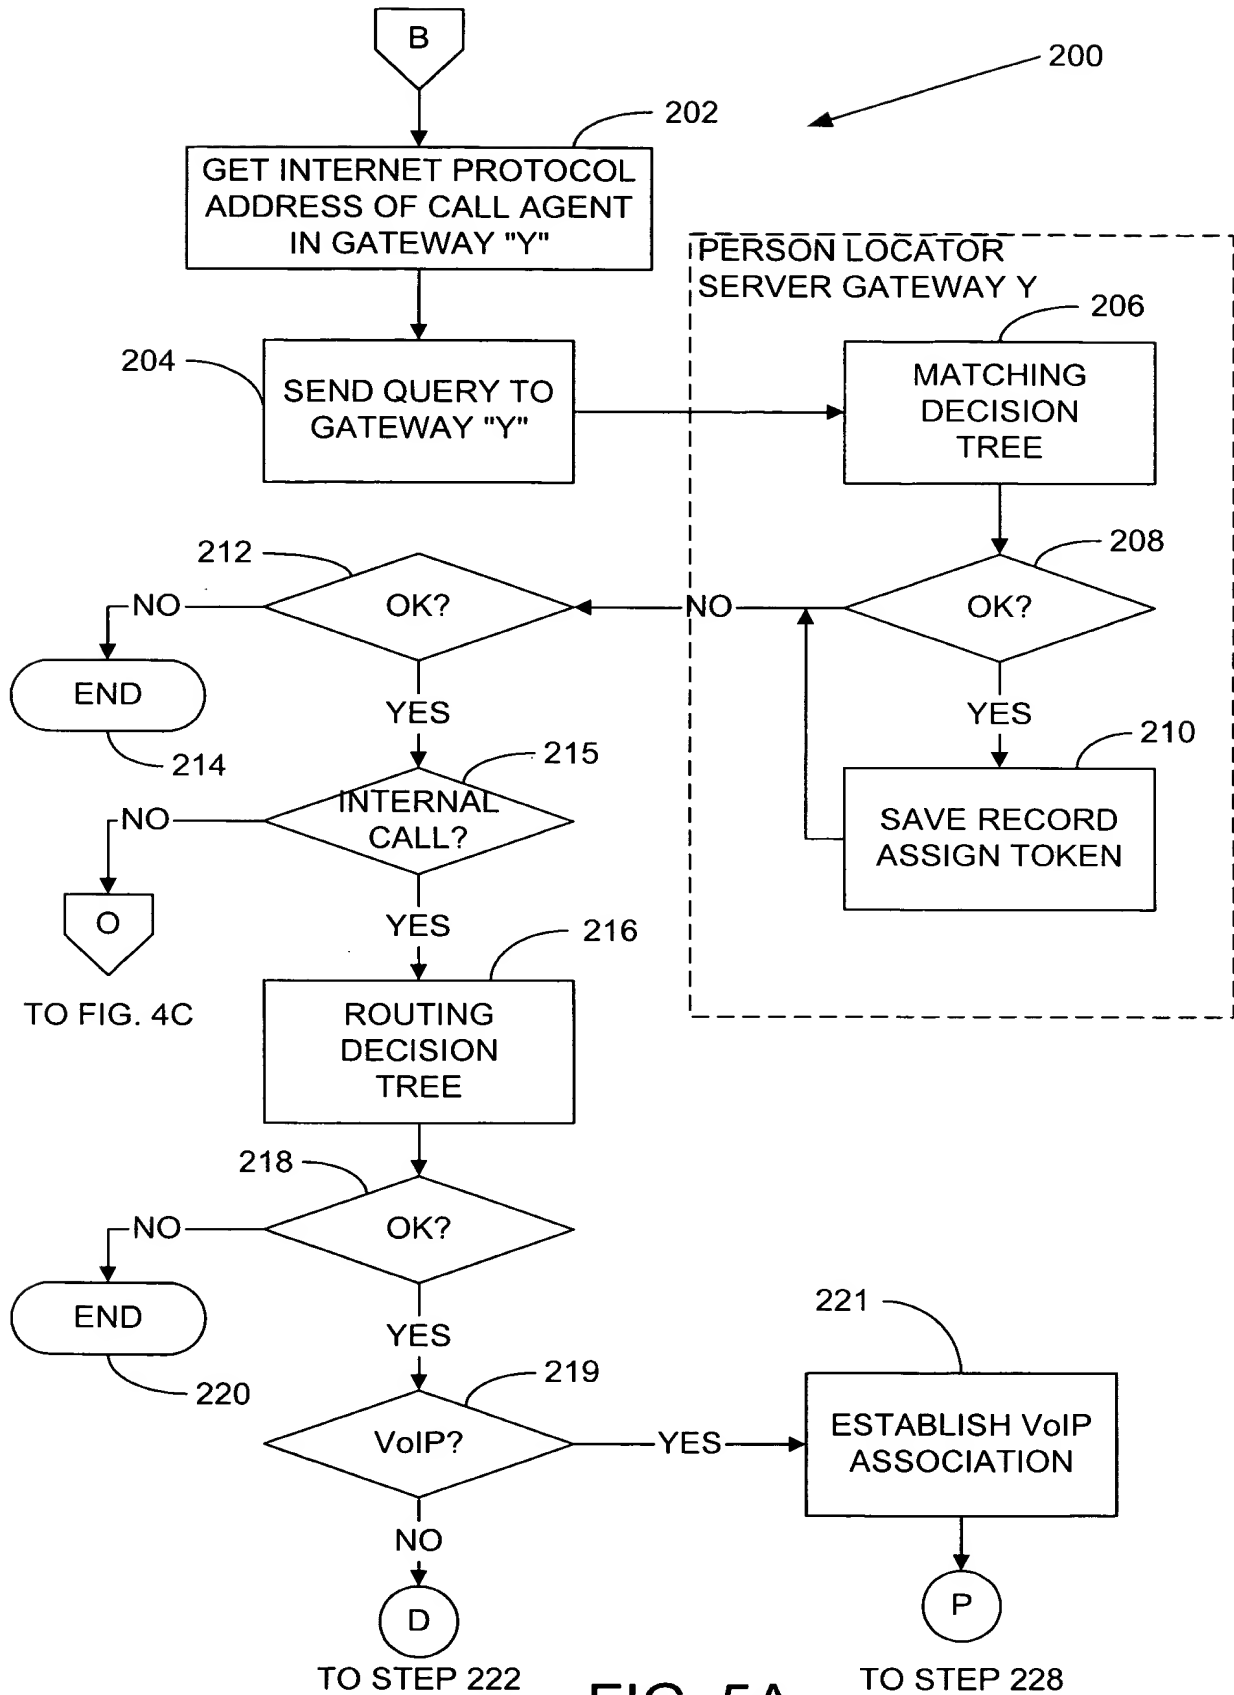 B
200
202
GET INTERNET PROTOCOL
ADDRESS OF CALL AGENT
IN GATEWAY "Y"
PERSON LOCATOR
SERVER GATEWAY Y
206
204
SEND QUERY TO
GATEWAY "Y"
MATCHING
DECISION
TREE
212
208
NO
OK?
NO
OK?
END
YES
YES
214
215
210
NO
INTERNAL
CALL?
SAVE RECORD
ASSIGN TOKEN
O
YES
216
TO FIG. 4C
ROUTING
DECISION
TREE
218
NO
OK?
END
YES
221
220
219
VoIP?
YES
ESTABLISH VoIP
ASSOCIATION
NO
D
P
TO STEP 222
TO STEP 228
FIG. 5A